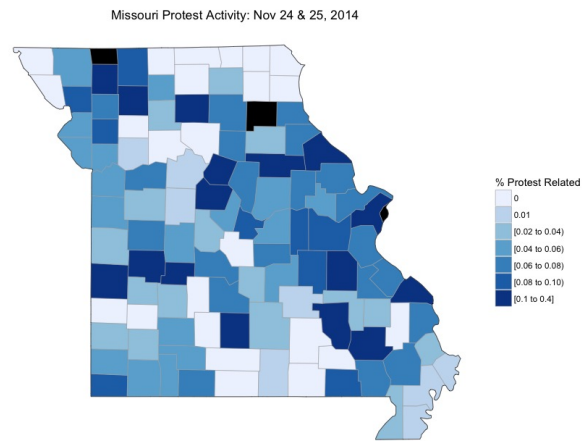 Missouri Protest Activity: Nov 24 & 25, 2014
% Protest Related
0
0.01
[0.02 to 0.04)
[0.04 to 0.06)
[0.06 to 0.08)
[0.08 to 0.10)
[0.1 to 0.4]